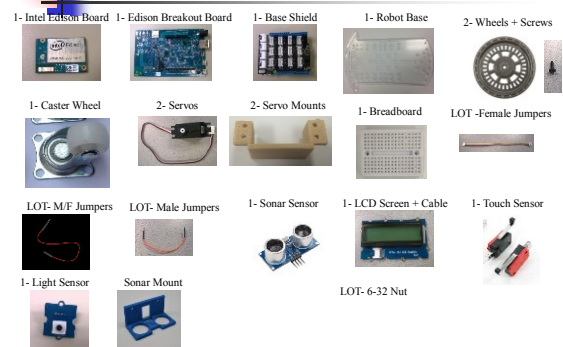 1- Intel Edison Board
1- Edison Breakout Board
1- Base Shield
1- Robot Base
2- Wheels + Screws
1- Caster Wheel
2- Servos
2- Servo Mounts
1- Breadboard
LOT -Female Jumpers
LOT- M/F Jumpers
LOT- Male Jumpers
1- Sonar Sensor
1- LCD Screen + Cable
1- Touch Sensor
1- Light Sensor
Sonar Mount
LOT- 6-32 Nut